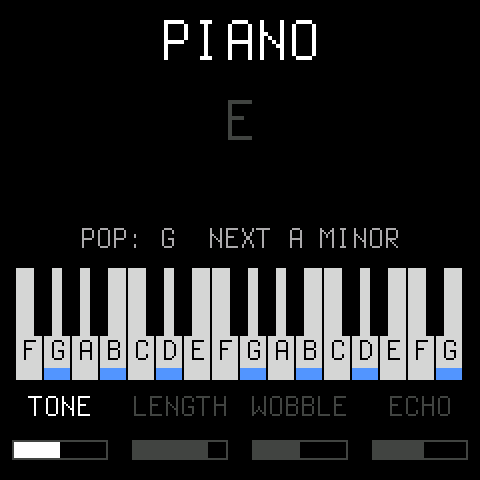 PIANO
E
POP: G NEXT A MINOR
F G A B C D E F G A B C D E F G
TONE LENGTH WOBBLE ECHO